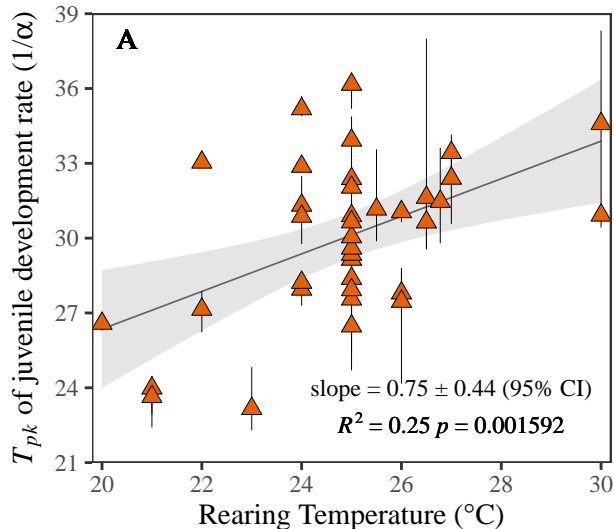 A
39
36
33
30
27
24
21
T_pk of juvenile development rate (1/α)
slope = 0.75 ± 0.44 (95% CI)
R² = 0.25 p = 0.001592
20 22 24 26 28 30
Rearing Temperature (°C)